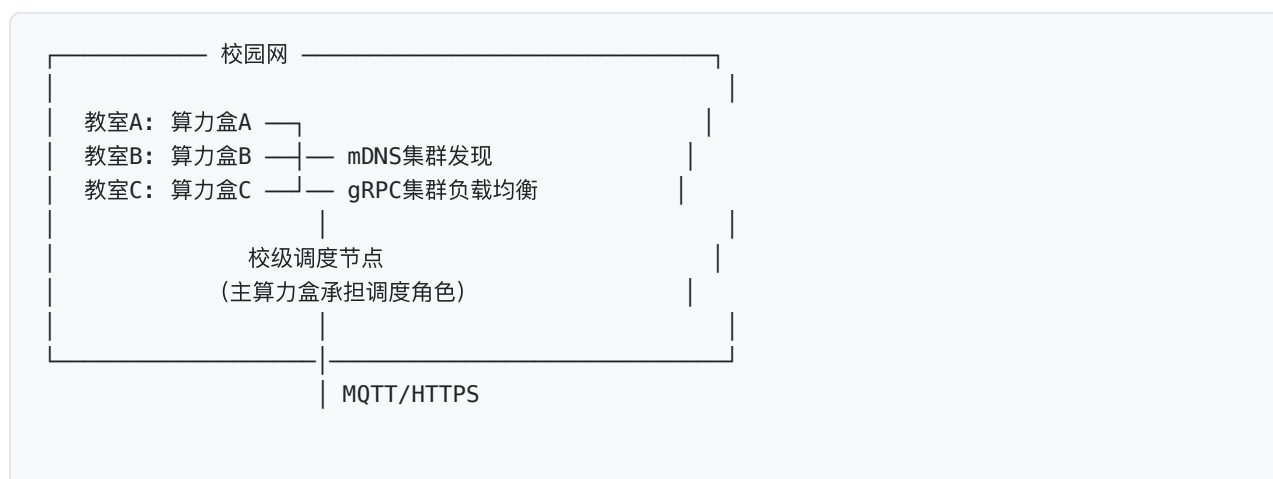 校园网
教室A: 算力盒A
教室B: 算力盒B mDNS集群发现
教室C: 算力盒C gRPC集群负载均衡
校级调度节点
(主算力盒承担调度角色)
MQTT/HTTPS